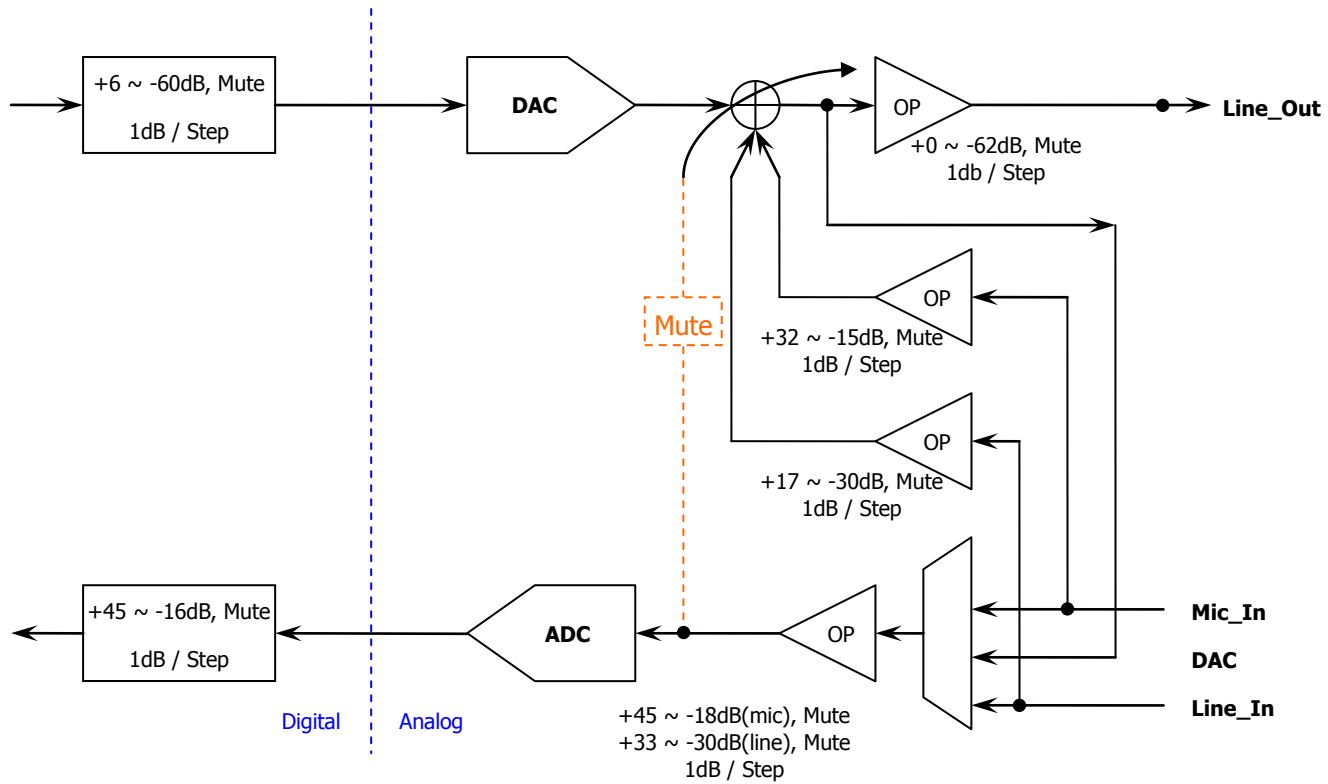 +6 ~ -60dB, Mute
1dB / Step
DAC
OP
Line_Out
+0 ~ -62dB, Mute
1db / Step
OP
Mute
+32 ~ -15dB, Mute
1dB / Step
OP
+17 ~ -30dB, Mute
1dB / Step
+45 ~ -16dB, Mute
1dB / Step
ADC
OP
Mic_In
DAC
Line_In
Digital
Analog
+45 ~ -18dB(mic), Mute
+33 ~ -30dB(line), Mute
1dB / Step